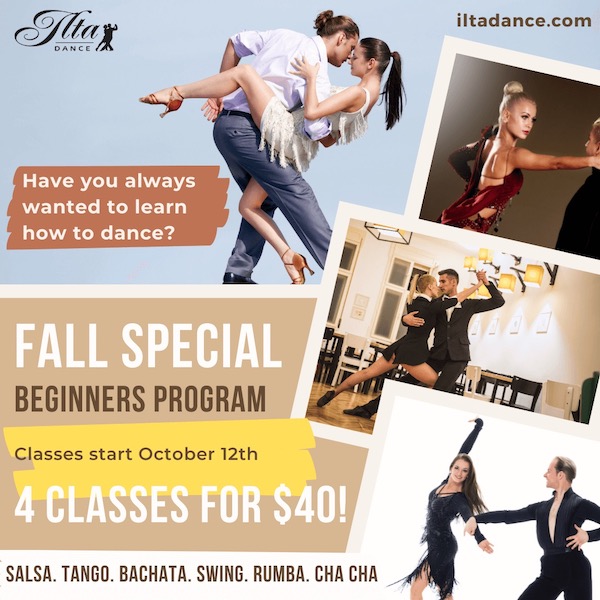 Ilta
DANCE
iltadance.com
Have you always
wanted to learn
how to dance?
FALL SPECIAL
BEGINNERS PROGRAM
Classes start October 12th
4 CLASSES FOR $40!
SALSA. TANGO. BACHATA. SWING. RUMBA. CHA CHA